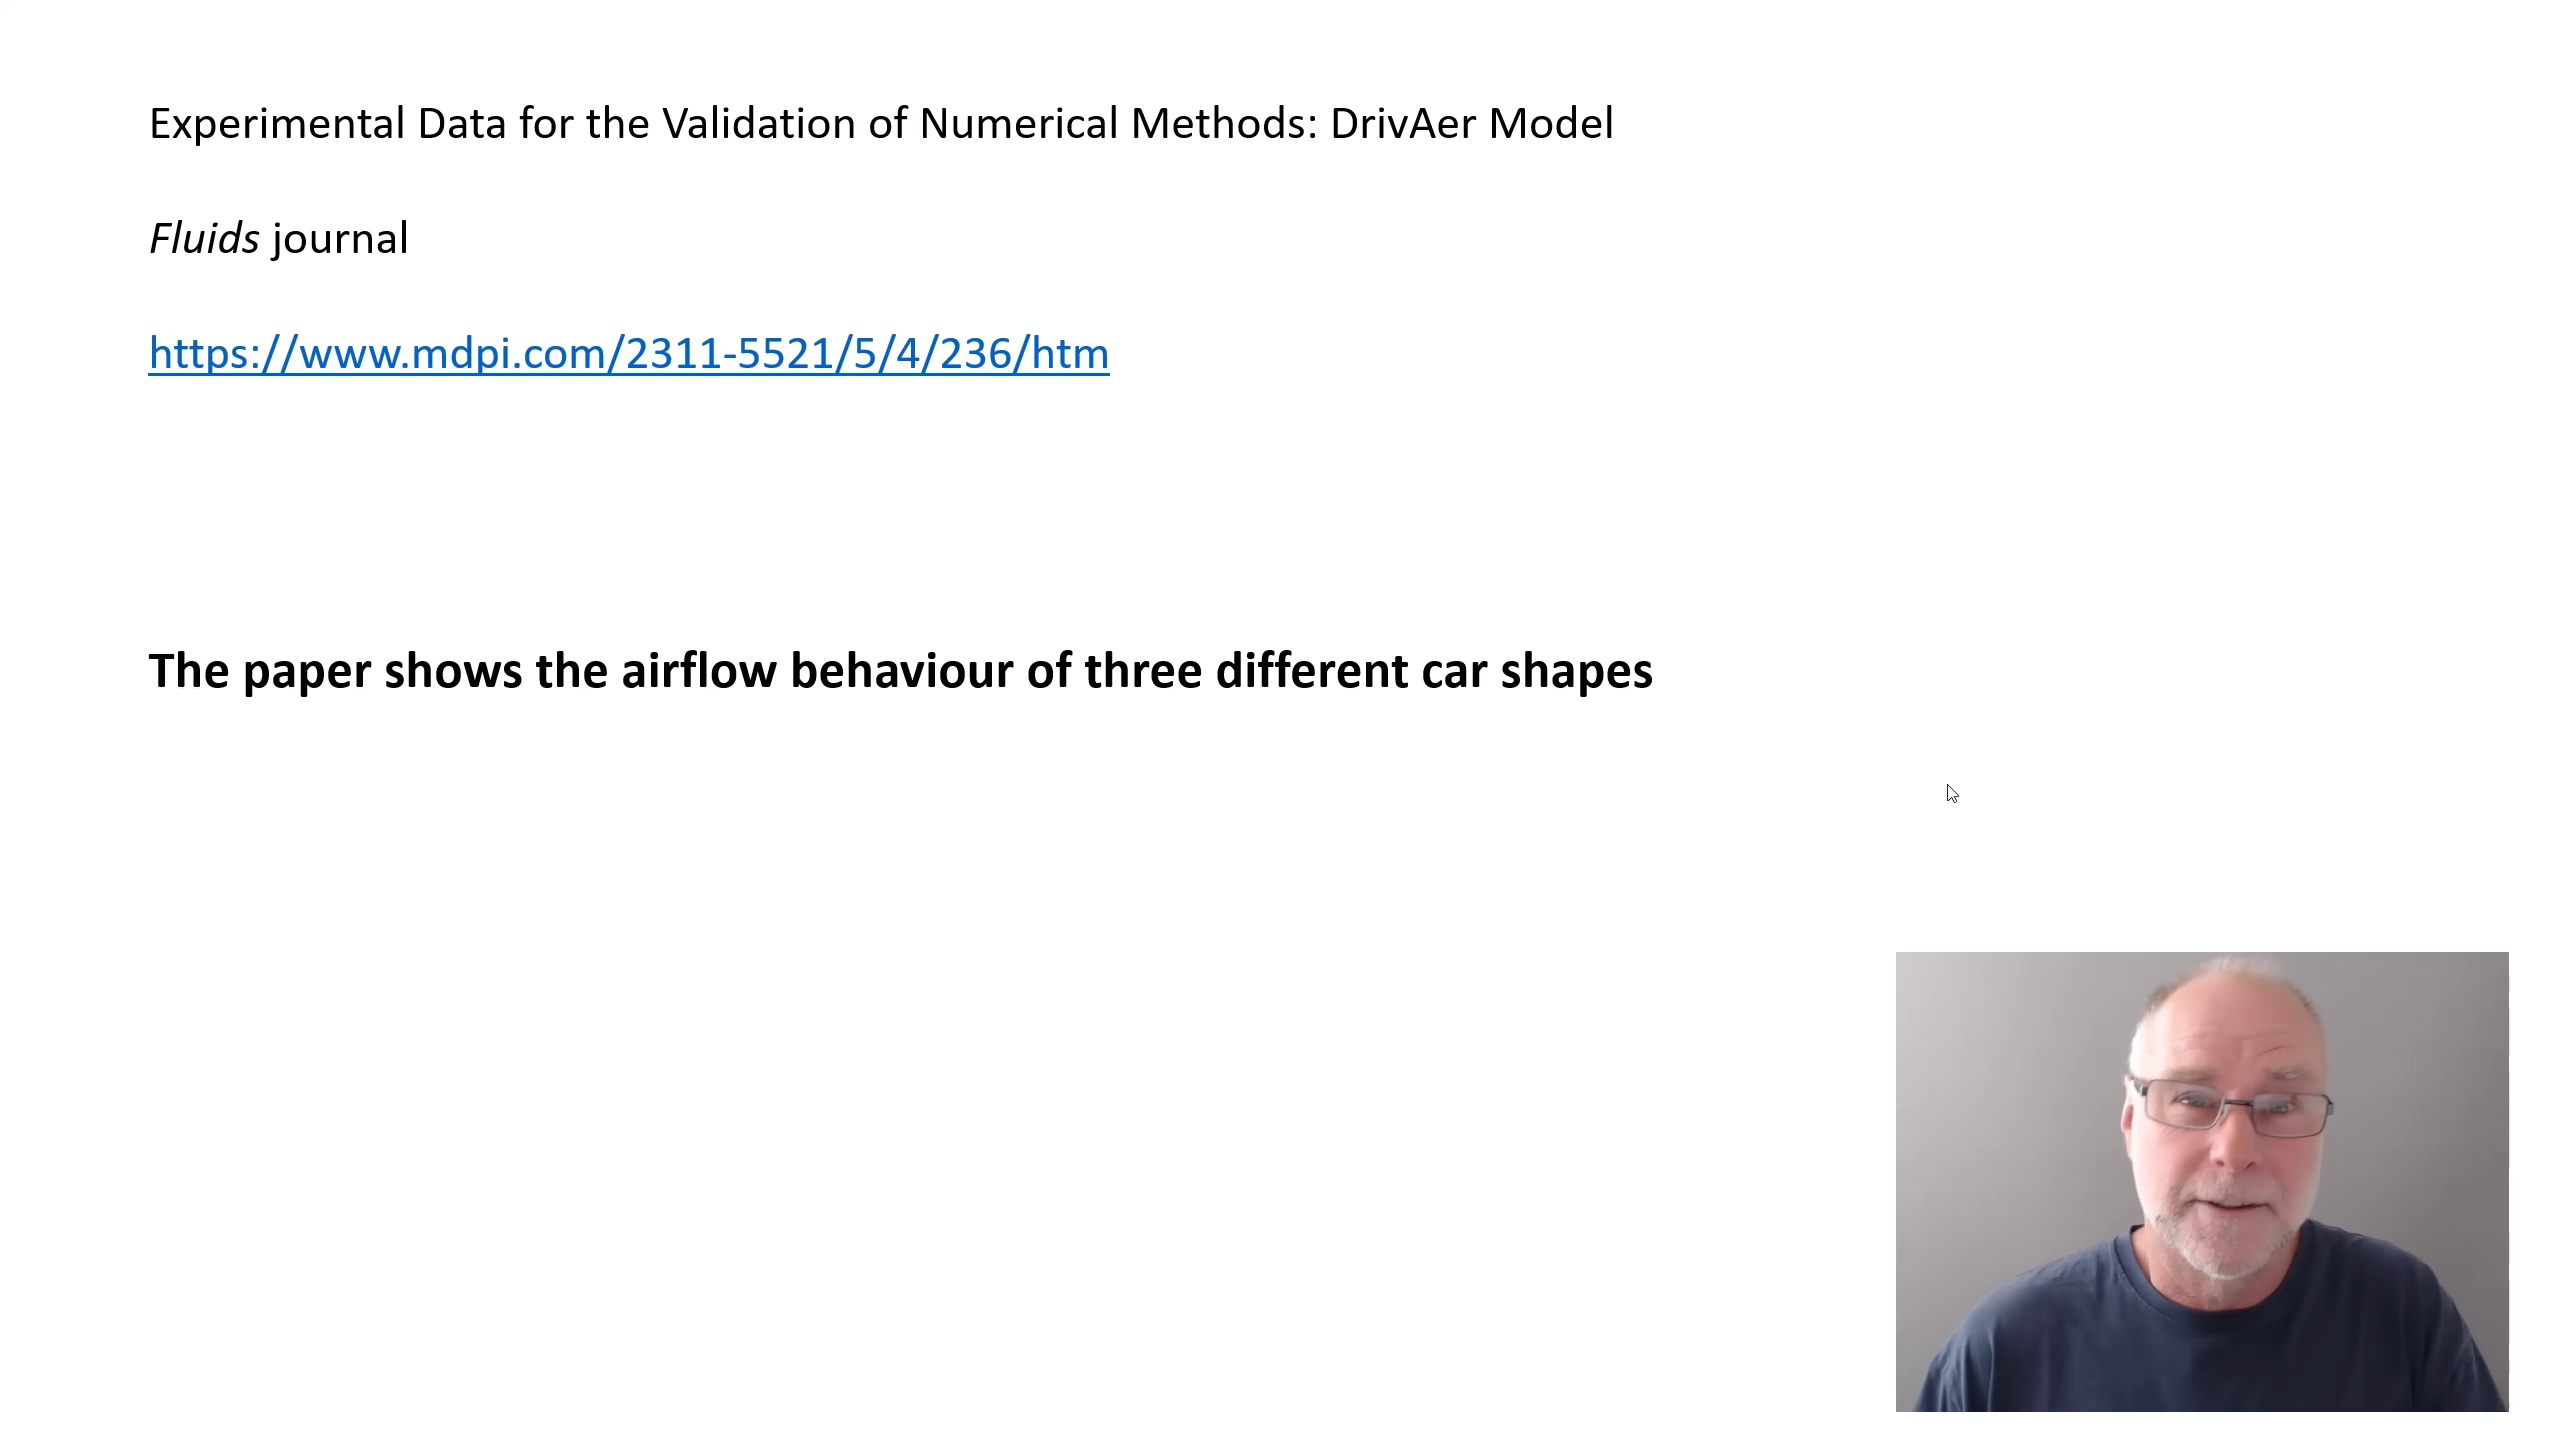 Experimental Data for the Validation of Numerical Methods: DrivAer Model
Fluids journal
https://www.mdpi.com/2311-5521/5/4/236/htm
The paper shows the airflow behaviour of three different car shapes